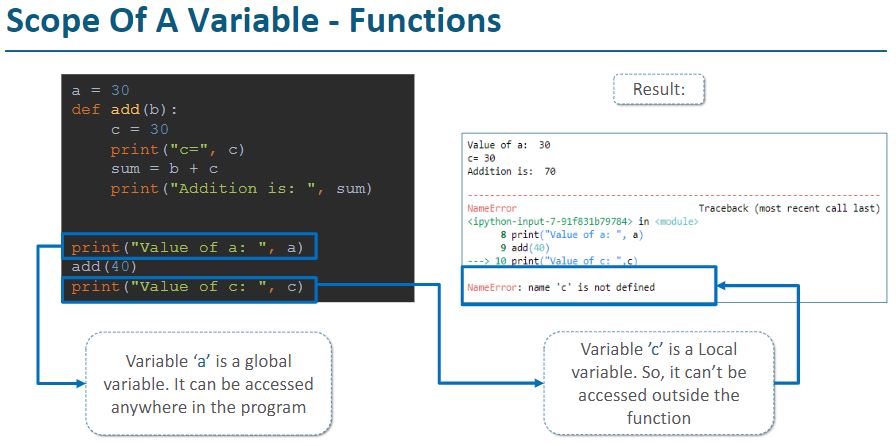 Scope Of A Variable - Functions
a = 30
def add(b):
    c = 30
    print("c=", c)
    sum = b + c
    print("Addition is: ", sum)
print("Value of a: ", a)
add(40)
print("Value of c: ", c)
Result:
Value of a:  30
c= 30
Addition is:  70
---------------------------------------------------------------------------
NameError                                 Traceback (most recent call last)
<ipython-input-7-91f831b79784> in <module>
      8 print("Value of a: ", a)
      9 add(40)
---> 10 print("Value of c: ",c)
NameError: name 'c' is not defined
Variable ‘a’ is a global
variable. It can be accessed
anywhere in the program
Variable ’c’ is a Local
variable. So, it can’t be
accessed outside the
function